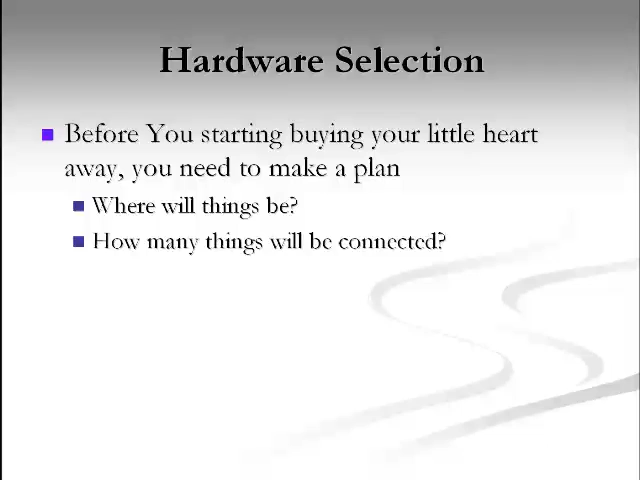 Hardware Selection
Before You starting buying your little heart
away, you need to make a plan
Where will things be?
How many things will be connected?